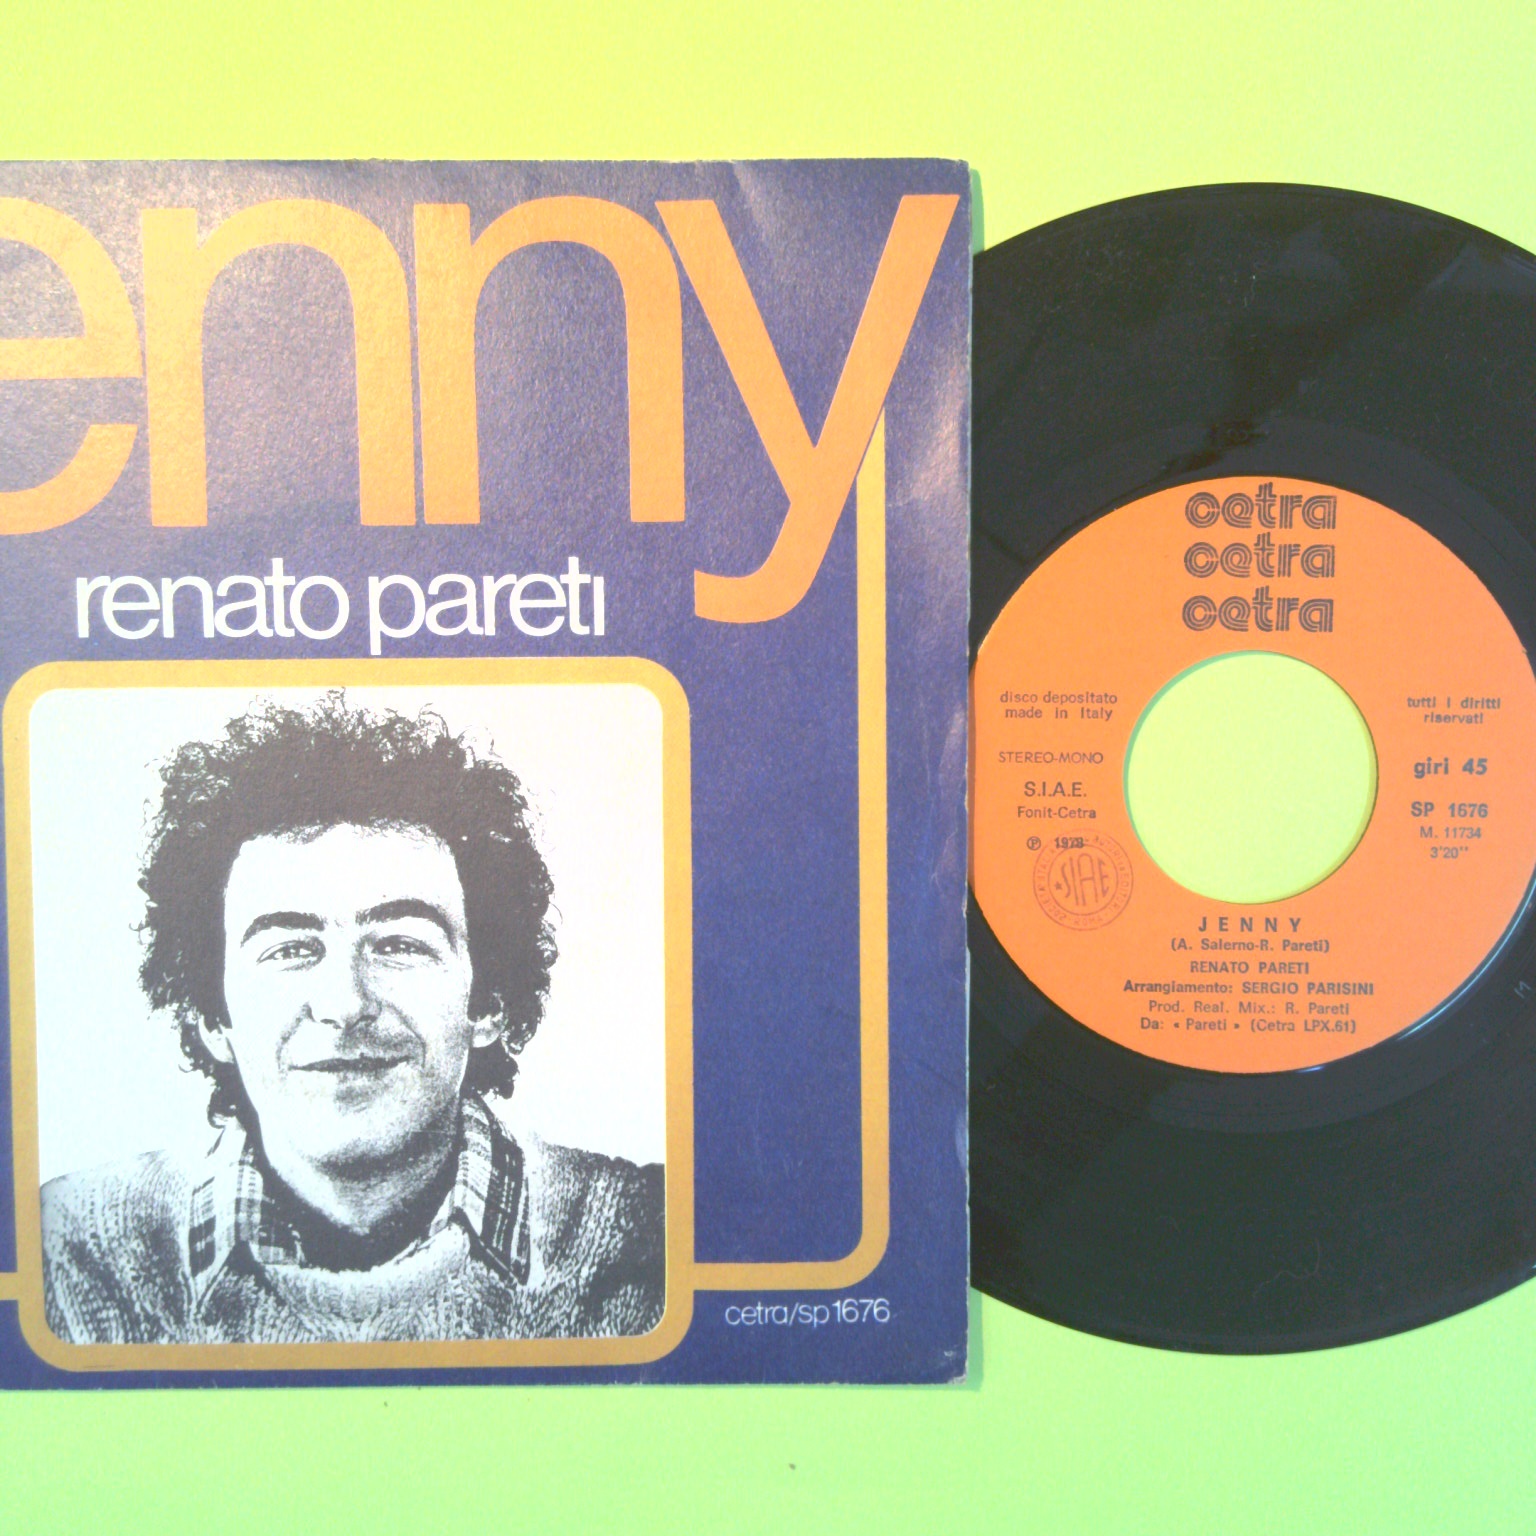 enny
renato pareti
cetra/sp1676
cetra
cetra
cetra
disco depositato
made in Italy
STEREO-MONO
S.I.A.E.
Fonit-Cetra
℗ 1978
SIAE
tutti i diritti
riservati
giri 45
SP 1676
M. 11734
3'20''
JENNY
(A. Salerno-R. Pareti)
RENATO PARETI
Arrangiamento: SERGIO PARISINI
Prod. Real. Mix.: R. Pareti
Da: « Pareti » (Cetra LPX.61)